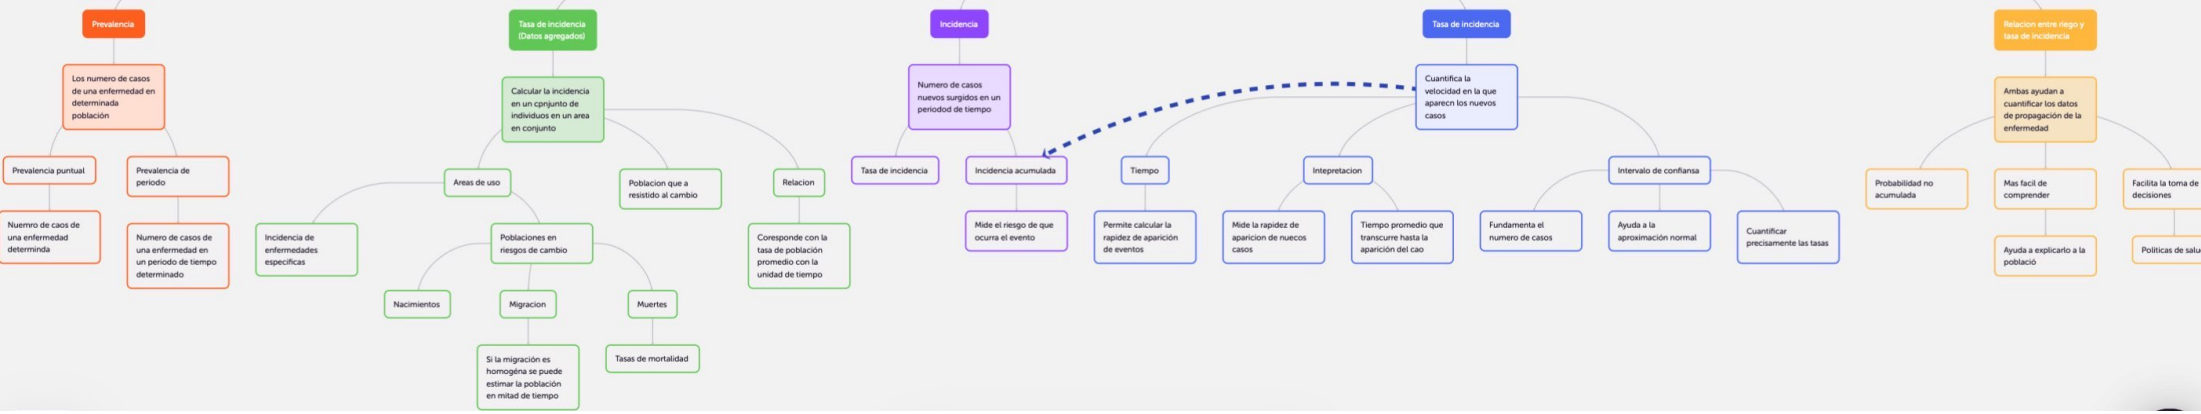 Prevalencia
Los numero de casos
de una enfermedad en
determinada
población
Prevalencia puntual
Nuemro de caos de
una enfermedad
determinda
Prevalencia de
periodo
Numero de casos de
una enfermedad en
un periodo de tiempo
determinado
Tasa de incidencia
(Datos agregados)
Calcular la incidencia
en un cpnjunto de
individuos en un area
en conjunto
Areas de uso
Incidencia de
enfermedades
especificas
Poblaciones en
riesgos de cambio
Nacimientos
Migracion
Si la migración es
homogéna se puede
estimar la población
en mitad de tiempo
Muertes
Tasas de mortalidad
Poblacion que a
resistido al cambio
Relacion
Coresponde con la
tasa de población
promedio con la
unidad de tiempo
Incidencia
Numero de casos
nuevos surgidos en un
periodod de tiempo
Tasa de incidencia
Incidencia acumulada
Mide el riesgo de que
ocurra el evento
Tasa de incidencia
Cuantifica la
velocidad en la que
aparecn los nuevos
casos
Tiempo
Permite calcular la
rapidez de aparición
de eventos
Intepretacion
Mide la rapidez de
aparicion de nuecos
casos
Tiempo promedio que
transcurre hasta la
aparición del cao
Intervalo de confiansa
Fundamenta el
numero de casos
Ayuda a la
aproximación normal
Cuantificar
precisamente las tasas
Relacion entre riego y
tasa de incidencia
Ambas ayudan a
cuantificar los datos
de propagación de la
enfermedad
Probabilidad no
acumulada
Mas facil de
comprender
Ayuda a explicarlo a la
població
Facilita la toma de
decisiones
Politicas de salu